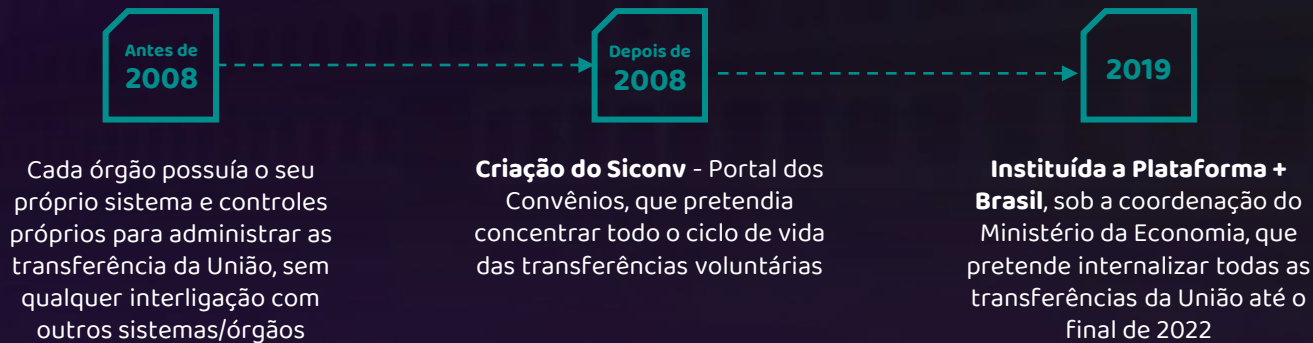 Antes de
2008
Cada órgão possuía o seu
próprio sistema e controles
próprios para administrar as
transferência da União, sem
qualquer interligação com
outros sistemas/órgãos
Depois de
2008
Criação do Siconv - Portal dos
Convênios, que pretendia
concentrar todo o ciclo de vida
das transferências voluntárias
2019
Instituída a Plataforma +
Brasil, sob a coordenação do
Ministério da Economia, que
pretende internalizar todas as
transferências da União até o
final de 2022